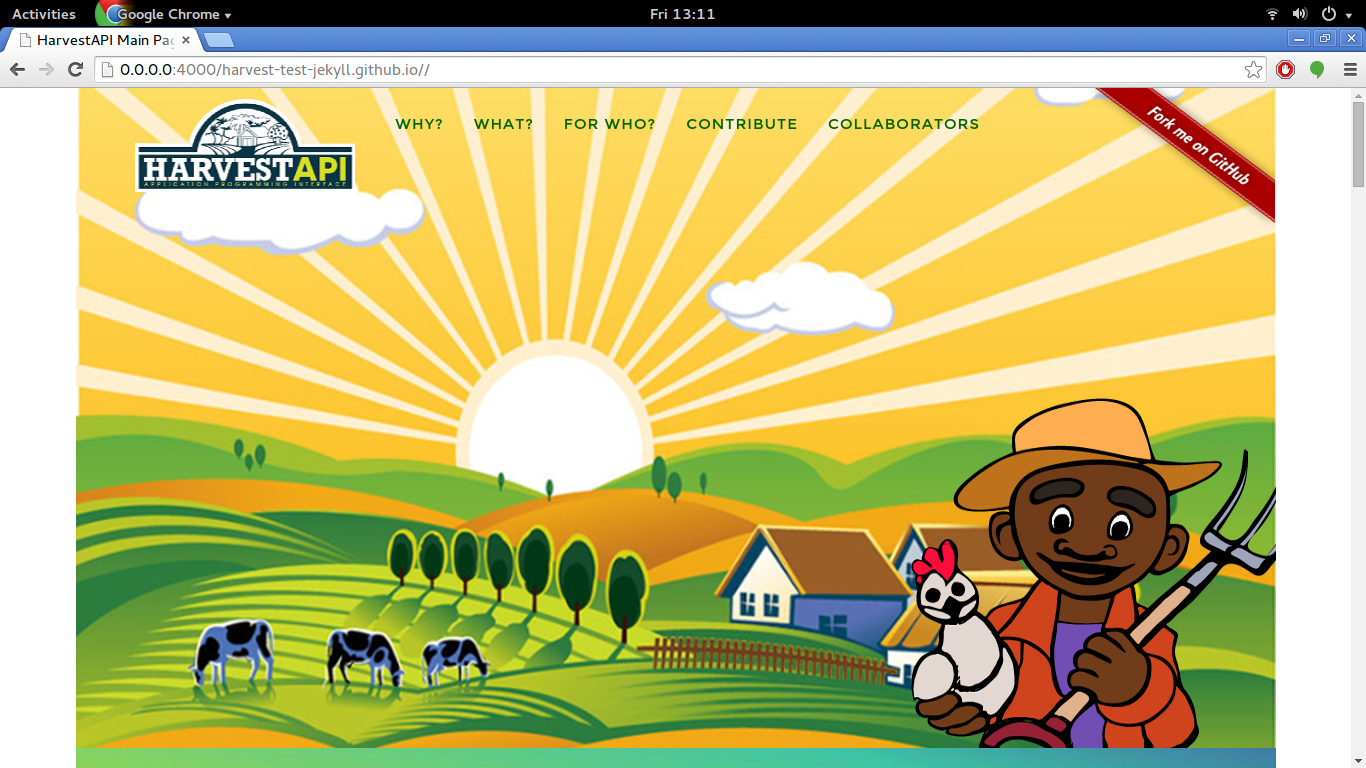 Activities Google Chrome Fri 13:11
HarvestAPI Main Pag
0.0.0.0:4000/harvest-test-jekyll.github.io//
WHY? WHAT? FOR WHO? CONTRIBUTE COLLABORATORS
Fork me on GitHub
HARVESTAPI
APPLICATION PROGRAMMING INTERFACE